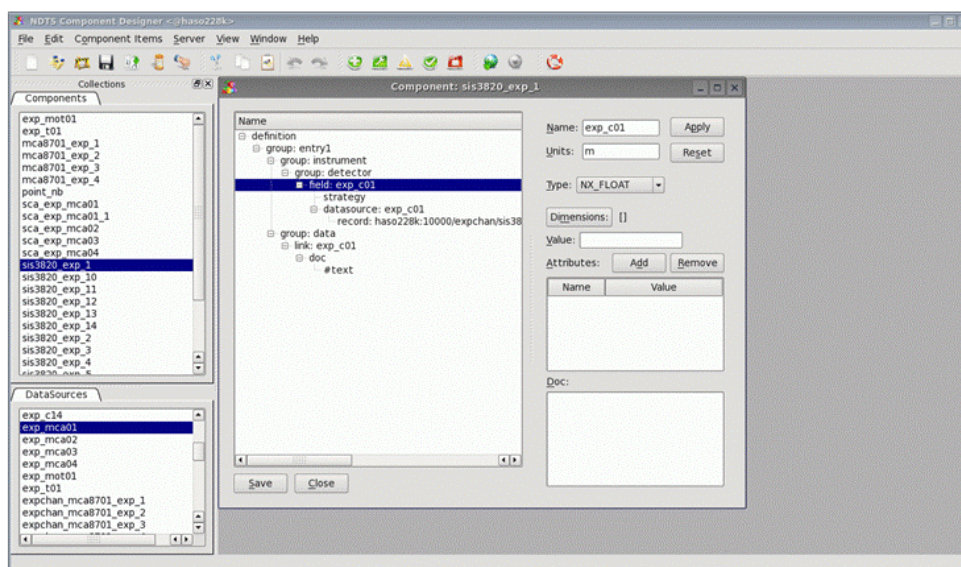 NDTS Component Designer <@haso228k>
File Edit Component Items Server View Window Help
Collections
Components
exp_mot01
exp_t01
mca8701_exp_1
mca8701_exp_2
mca8701_exp_3
mca8701_exp_4
point_nb
sca_exp_mca01
sca_exp_mca01_1
sca_exp_mca02
sca_exp_mca03
sca_exp_mca04
sis3820_exp_1
sis3820_exp_10
sis3820_exp_11
sis3820_exp_12
sis3820_exp_13
sis3820_exp_14
sis3820_exp_2
sis3820_exp_3
sis3820_exp_4
sis3820_exp_5
DataSources
exp_c14
exp_mca01
exp_mca02
exp_mca03
exp_mca04
exp_mot01
exp_t01
expchan_mca8701_exp_1
expchan_mca8701_exp_2
expchan_mca8701_exp_3
Component: sis3820_exp_1
Name
definition
group: entry1
group: instrument
group: detector
field: exp_c01
strategy
datasource: exp_c01
record: haso228k:10000/expchan/sis38
group: data
link: exp_c01
doc
#text
Save Close
Name: exp_c01 Apply
Units: m Reset
Type: NX_FLOAT
Dimensions: []
Value:
Attributes: Add Remove
Name Value
Doc: